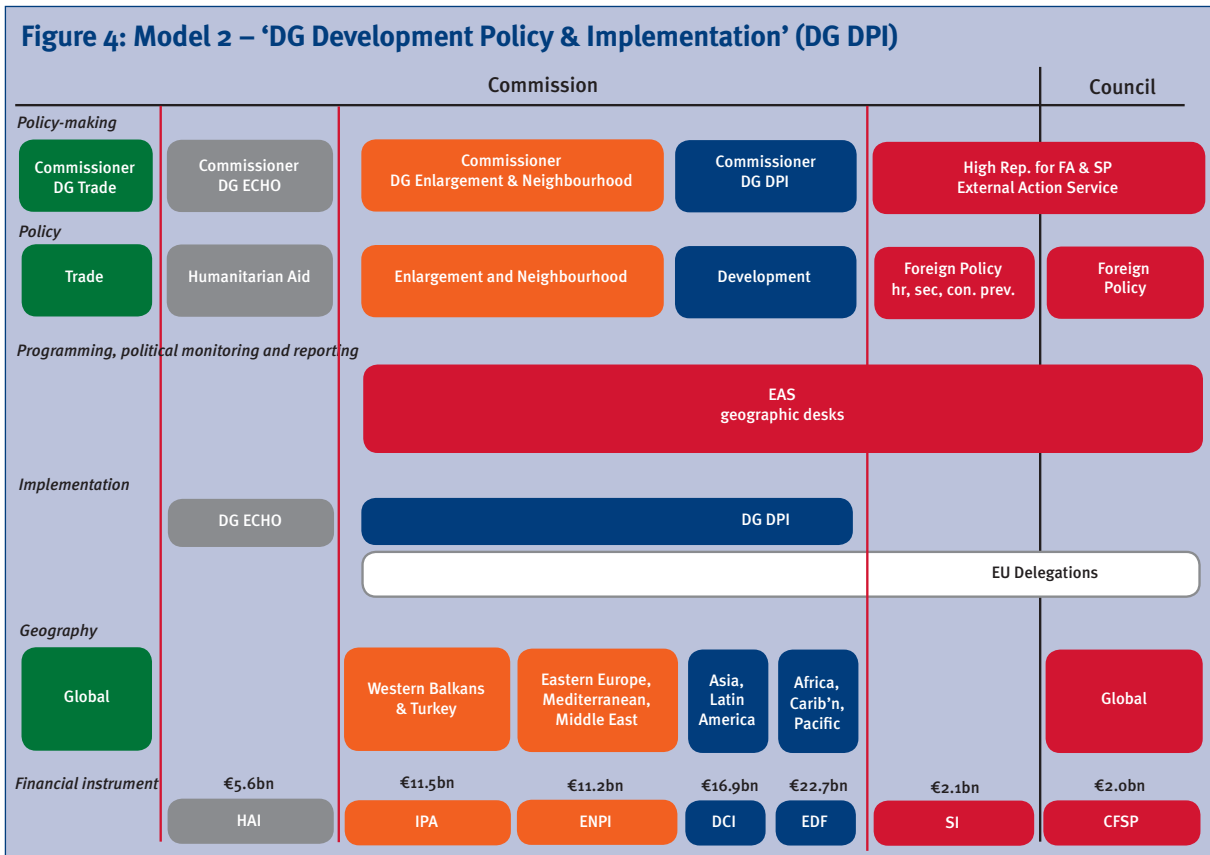 Figure 4: Model 2 – ‘DG Development Policy & Implementation’ (DG DPI)
Commission
Council
Policy-making
Commissioner
DG Trade
Commissioner
DG ECHO
Commissioner
DG Enlargement & Neighbourhood
Commissioner
DG DPI
High Rep. for FA & SP
External Action Service
Policy
Trade
Humanitarian Aid
Enlargement and Neighbourhood
Development
Foreign Policy
hr, sec, con. prev.
Foreign
Policy
Programming, political monitoring and reporting
EAS
geographic desks
Implementation
DG ECHO
DG DPI
EU Delegations
Geography
Global
Western Balkans
& Turkey
Eastern Europe,
Mediterranean,
Middle East
Asia,
Latin
America
Africa,
Carib’n,
Pacific
Global
Financial instrument
€5.6bn
€11.5bn
€11.2bn
€16.9bn
€22.7bn
€2.1bn
€2.0bn
HAI
IPA
ENPI
DCI
EDF
SI
CFSP